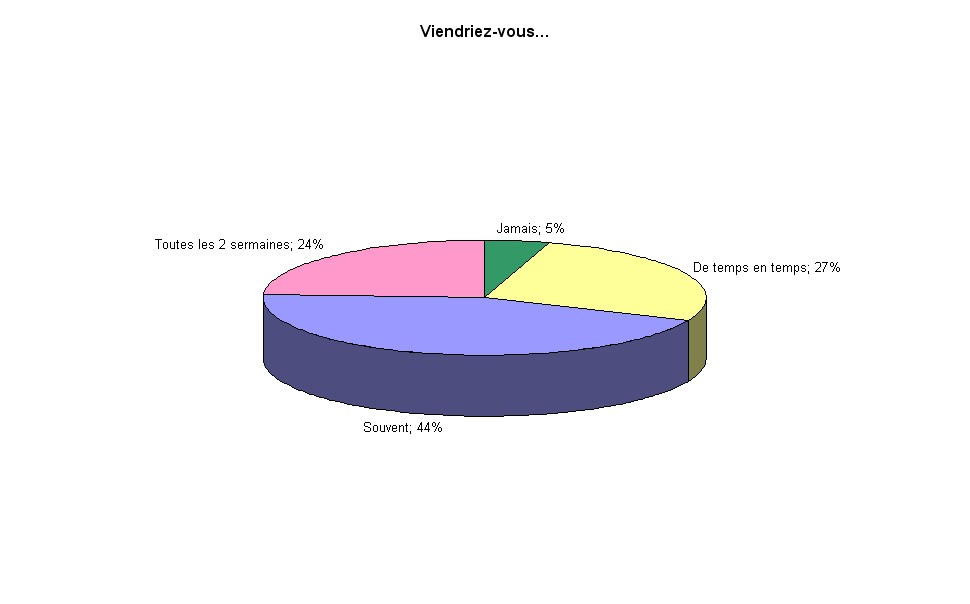 Viendriez-vous...
Jamais; 5%
Toutes les 2 sermaines; 24%
De temps en temps; 27%
Souvent; 44%